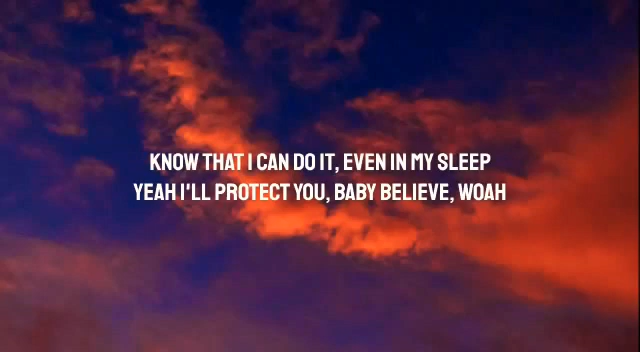 KNOW THAT I CAN DO IT, EVEN IN MY SLEEP
YEAH I'LL PROTECT YOU, BABY BELIEVE, WOAH